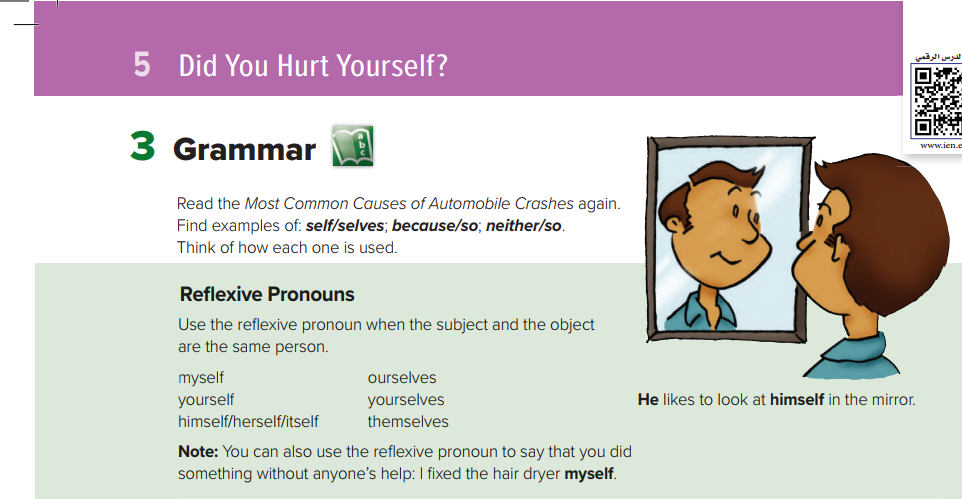 5 Did You Hurt Yourself?
الدرس الرقمي
www.ien.e
3 Grammar
a
b
c
Read the Most Common Causes of Automobile Crashes again.
Find examples of: self/selves; because/so; neither/so.
Think of how each one is used.
Reflexive Pronouns
Use the reflexive pronoun when the subject and the object
are the same person.
myself ourselves
yourself yourselves
himself/herself/itself themselves
He likes to look at himself in the mirror.
Note: You can also use the reflexive pronoun to say that you did
something without anyone's help: I fixed the hair dryer myself.